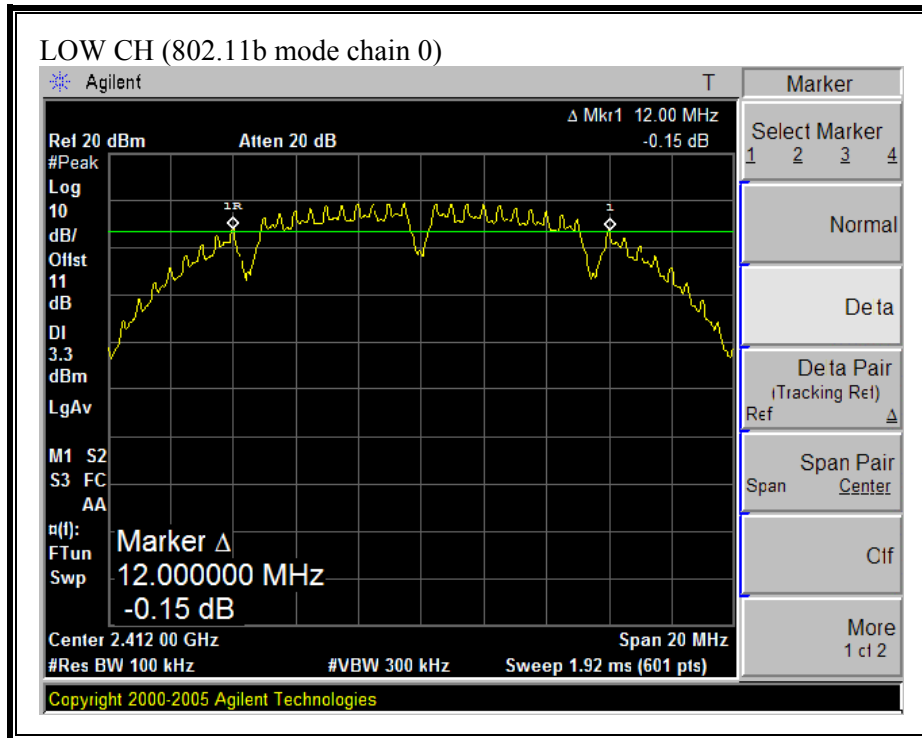 LOW CH (802.11b mode chain 0)
Agilent T Marker
Δ Mkr1 12.00 MHz
Ref 20 dBm Atten 20 dB -0.15 dB
#Peak
Log
10
dB/
Offst
11
dB
DI
3.3
dBm
LgAv
M1 S2
S3 FC
AA
¤(f):
FTun
Swp
1R
1
Marker Δ
12.000000 MHz
-0.15 dB
Center 2.412 00 GHz Span 20 MHz
#Res BW 100 kHz #VBW 300 kHz Sweep 1.92 ms (601 pts)
Copyright 2000-2005 Agilent Technologies
Select Marker
1 2 3 4
Normal
Delta
Delta Pair
(Tracking Ref)
Ref Δ
Span Pair
Span Center
Off
More
1 of 2